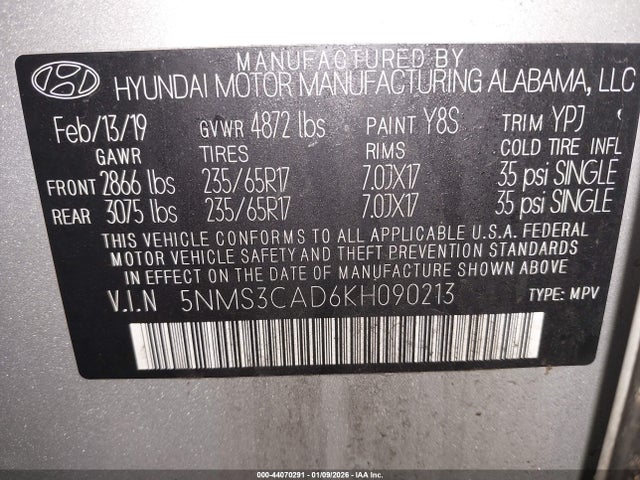 MANUFACTURED BY
HYUNDAI MOTOR MANUFACTURING ALABAMA, LLC
Feb/13/19 GVWR 4872 lbs PAINT Y8S TRIM YPJ
GAWR TIRES RIMS COLD TIRE INFL
FRONT 2866 lbs 235/65R17 7.0JX17 35 psi SINGLE
REAR 3075 lbs 235/65R17 7.0JX17 35 psi SINGLE
THIS VEHICLE CONFORMS TO ALL APPLICABLE U.S.A FEDERAL
MOTOR VEHICLE SAFETY AND THEFT PREVENTION STANDARDS
IN EFFECT ON THE DATE OF MANUFACTURE SHOWN ABOVE
V.I.N 5NMS3CAD6KH090213 TYPE: MPV
000-44070291 - 01/09/2026 - IAA Inc.